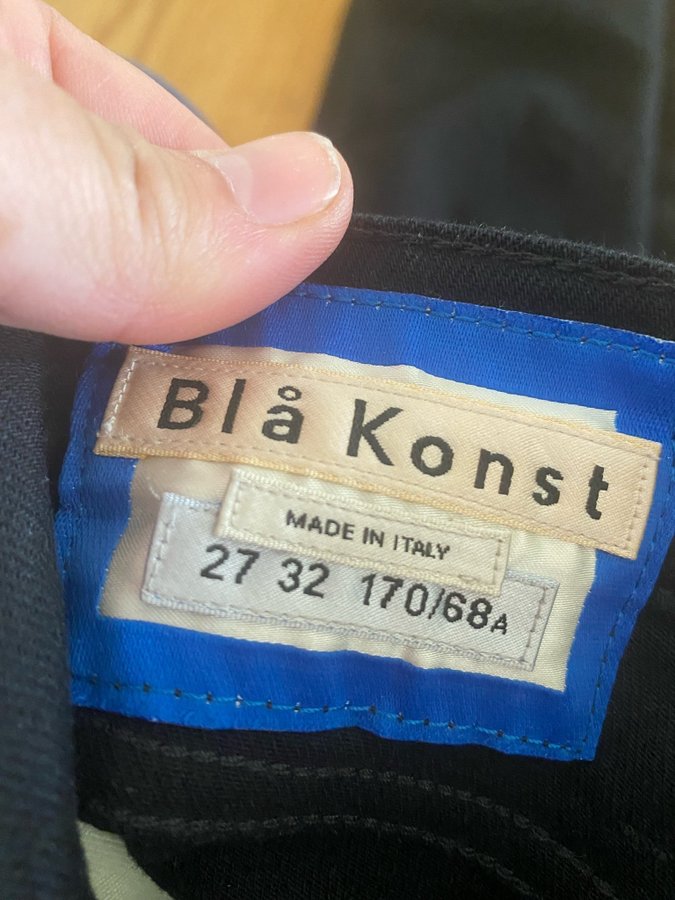 Blå Konst
MADE IN ITALY
27 32 170/68A